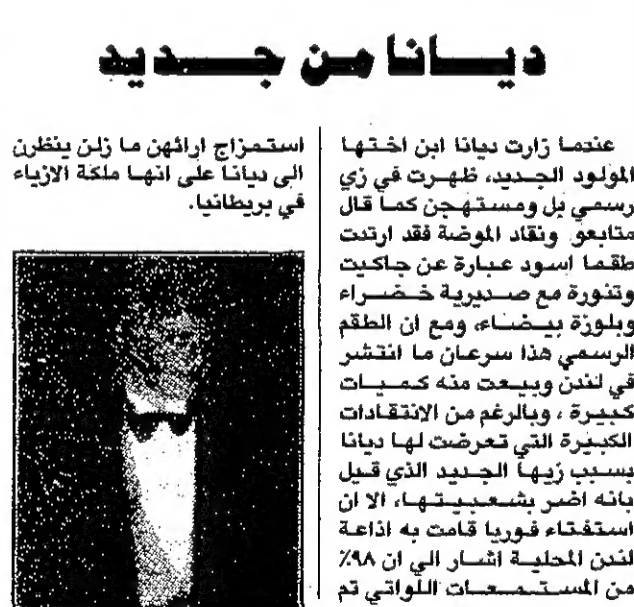 ديانا من جديد
عندما زارت ديانا ابن اختها
المولود الجديد، ظهرت في زي
رسمي بل ومستهجن كما قال
متابعو ونقاد الموضة فقد ارتدت
طقما اسود عبارة عن جاكيت
وتنورة مع صديرية خضراء
وبلوزة بيضاء، ومع ان الطقم
الرسمي هذا سرعان ما انتشر
في لندن وبيعت منه كميات
كبيرة ، وبالرغم من الانتقادات
الكبيرة التي تعرضت لها ديانا
بسبب زيها الجديد الذي قيل
بانه اضر بشعبيتها، الا ان
استفتاء فوريا قامت به اذاعة
لندن المحلية اشار الي ان ٩٨٪
من المستمعات اللواتي تم
استمزاج ارائهن ما زلن ينظرن
الى ديانا على انها ملكة الازياء
في بريطانيا.